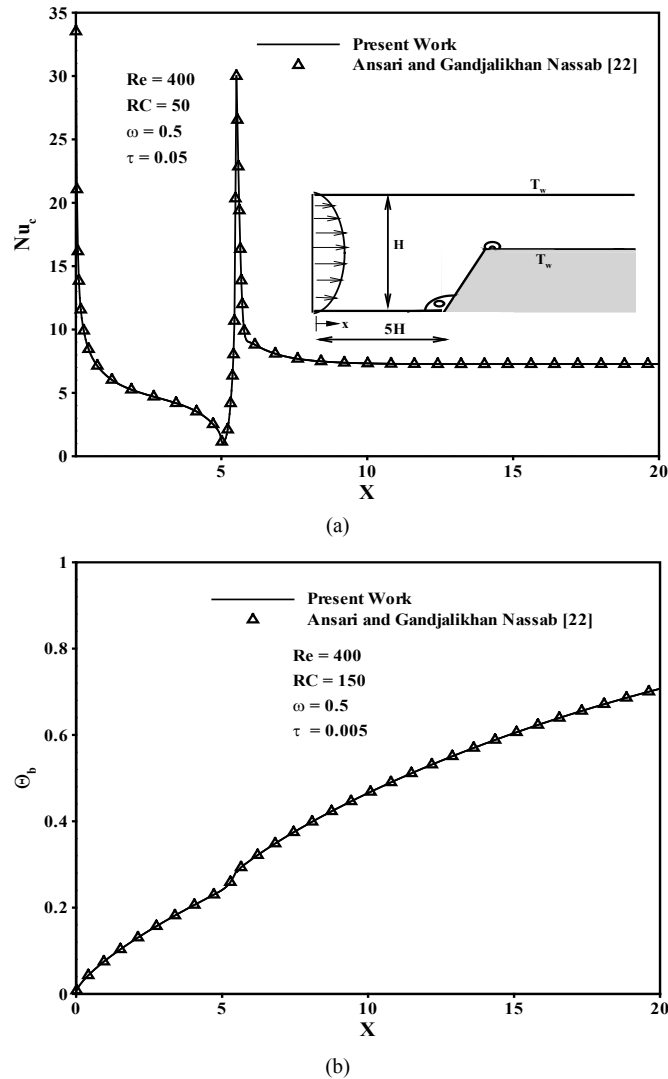 35
30
25
20
15
10
5
0
Nu_c
Present Work
Ansari and Gandjalikhan Nassab [22]
Re = 400
RC = 50
ω = 0.5
τ = 0.05
T_w
H
T_w
x
5H
0 5 10 15 20
X
(a)
1
0.8
0.6
0.4
0.2
0
Θ_b
Present Work
Ansari and Gandjalikhan Nassab [22]
Re = 400
RC = 150
ω = 0.5
τ = 0.005
0 5 10 15 20
X
(b)